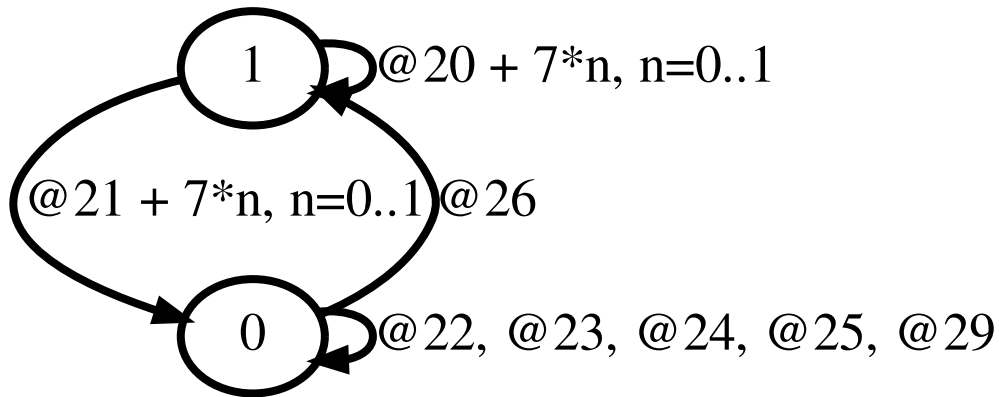 1
@20 + 7*n, n=0..1
@21 + 7*n, n=0..1
@26
0
@22, @23, @24, @25, @29